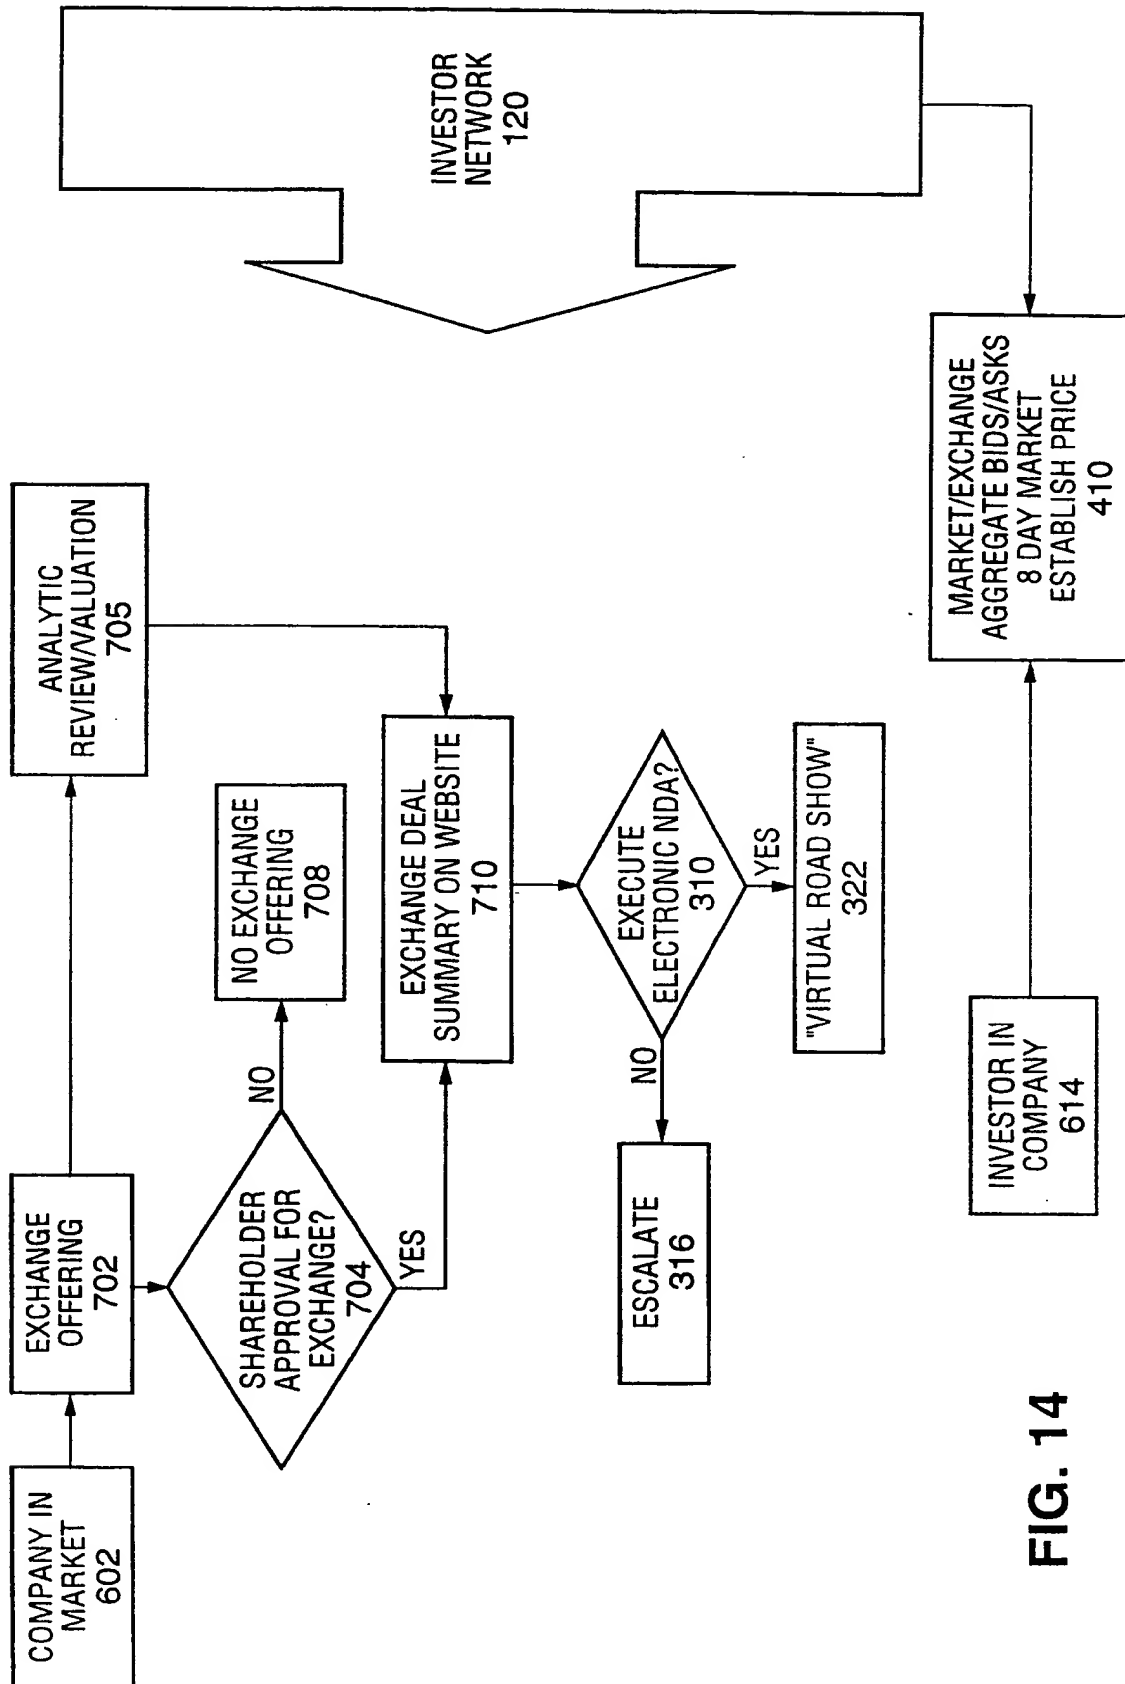 COMPANY IN
MARKET
602
EXCHANGE
OFFERING
702
ANALYTIC
REVIEW/VALUATION
705
SHAREHOLDER
APPROVAL FOR
EXCHANGE?
704
NO
YES
NO EXCHANGE
OFFERING
708
EXCHANGE DEAL
SUMMARY ON WEBSITE
710
INVESTOR
NETWORK
120
EXECUTE
ELECTRONIC NDA?
310
NO
YES
ESCALATE
316
"VIRTUAL ROAD SHOW"
322
INVESTOR IN
COMPANY
614
MARKET/EXCHANGE
AGGREGATE BIDS/ASKS
8 DAY MARKET
ESTABLISH PRICE
410
FIG. 14